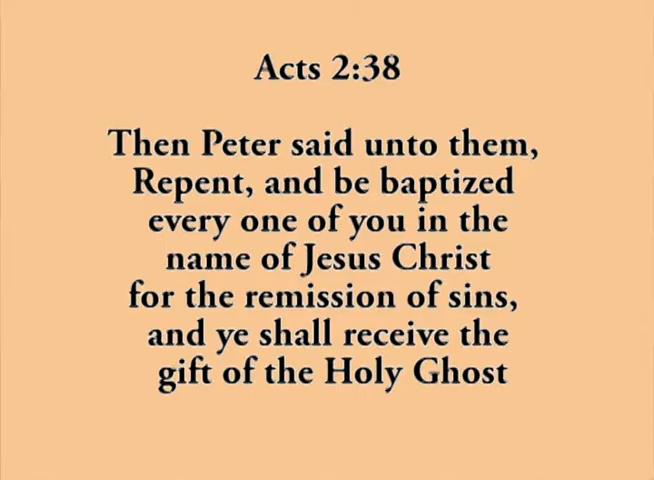 Acts 2:38
Then Peter said unto them,
Repent, and be baptized
every one of you in the
name of Jesus Christ
for the remission of sins,
and ye shall receive the
gift of the Holy Ghost